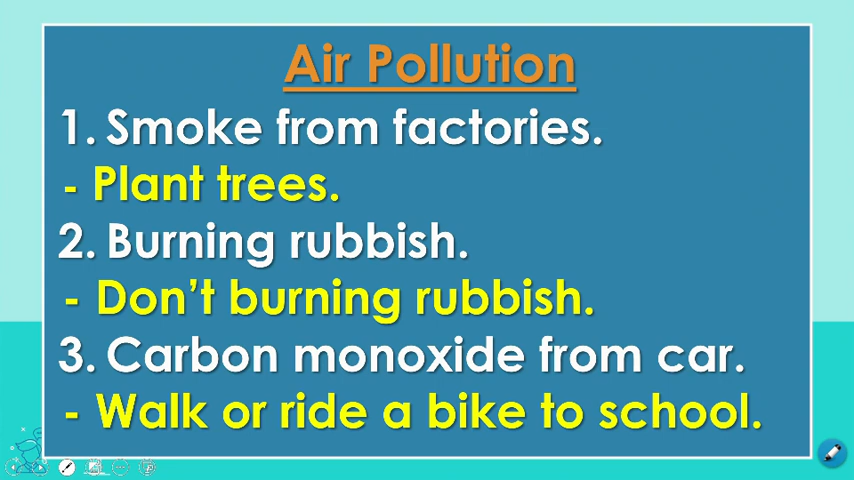 Air Pollution
1. Smoke from factories.
- Plant trees.
2. Burning rubbish.
- Don’t burning rubbish.
3. Carbon monoxide from car.
- Walk or ride a bike to school.